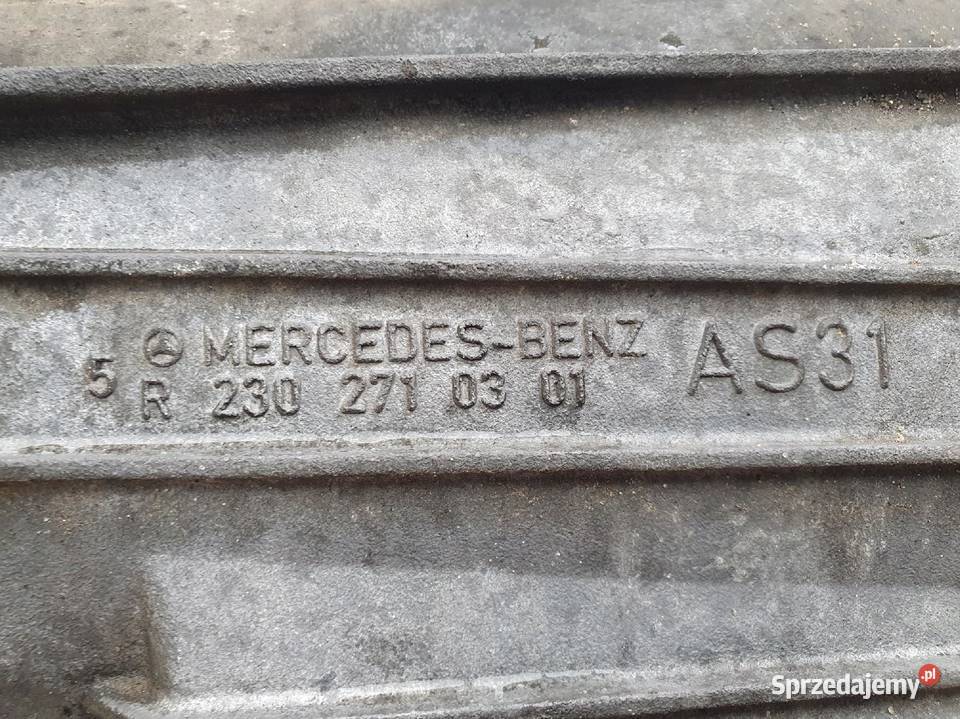 5 MERCEDES-BENZ AS31
R 230 271 03 01
Sprzedajemy.pl